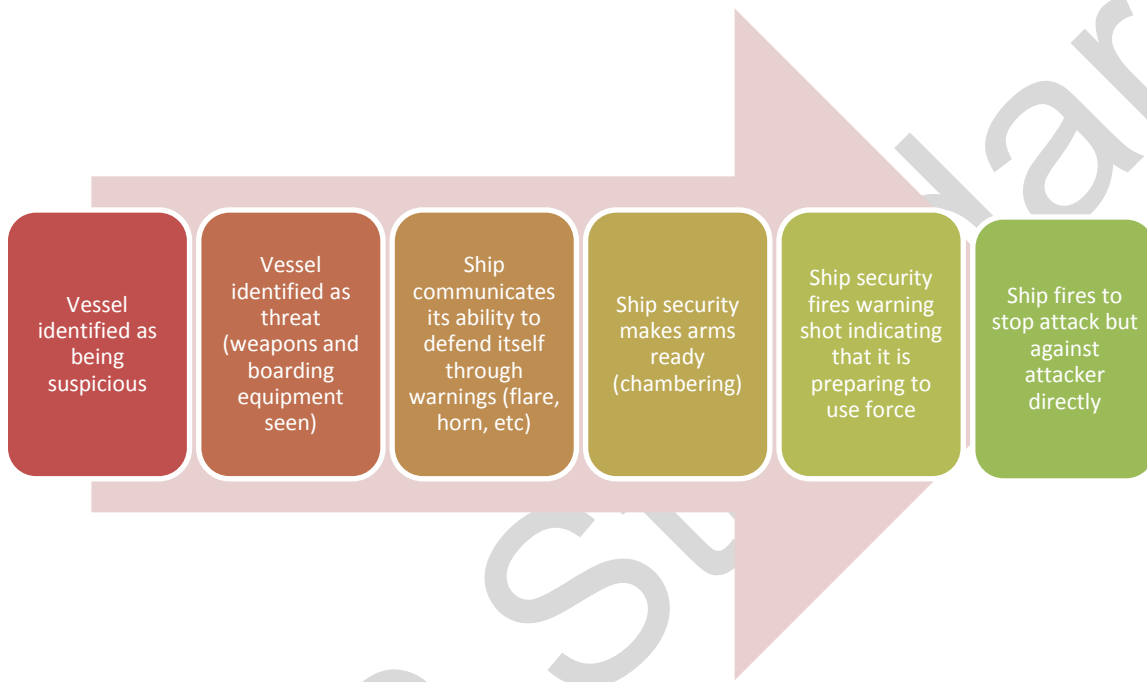 Vessel
identified as
being
suspicious
Vessel
identified as
threat
(weapons and
boarding
equipment
seen)
Ship
communicates
its ability to
defend itself
through
warnings (flare,
horn, etc)
Ship security
makes arms
ready
(chambering)
Ship security
fires warning
shot indicating
that it is
preparing to
use force
Ship fires to
stop attack but
against
attacker
directly